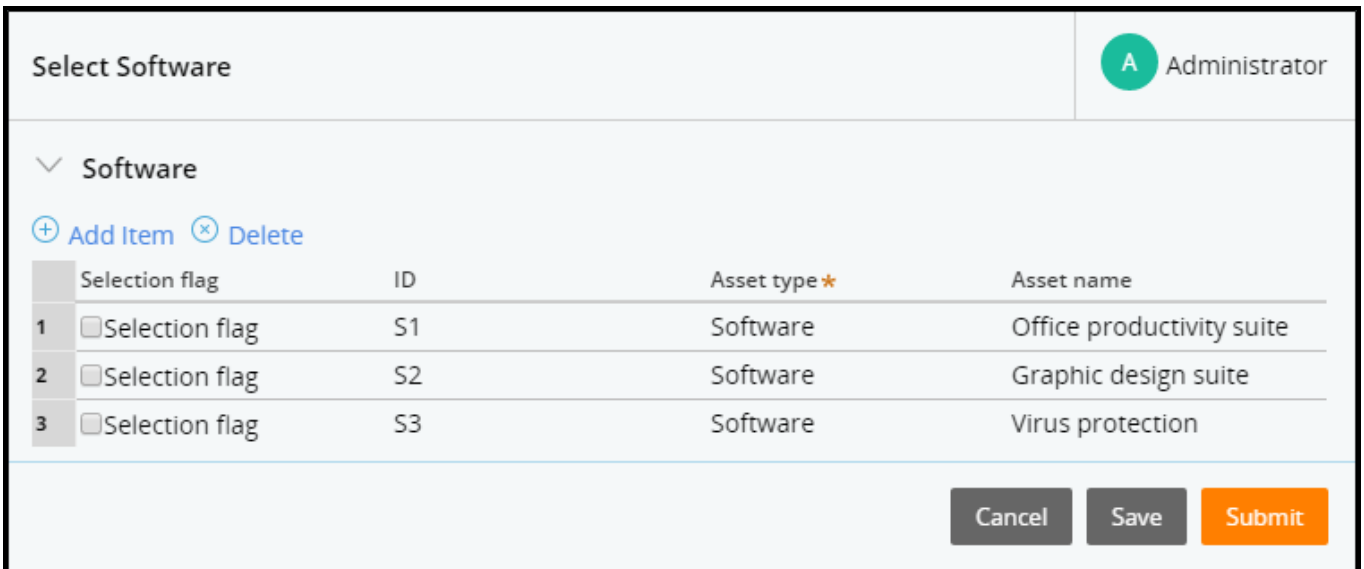 Select Software
A Administrator
Software
Add Item Delete
Selection flag ID Asset type★ Asset name
1 Selection flag S1 Software Office productivity suite
2 Selection flag S2 Software Graphic design suite
3 Selection flag S3 Software Virus protection
Cancel Save Submit